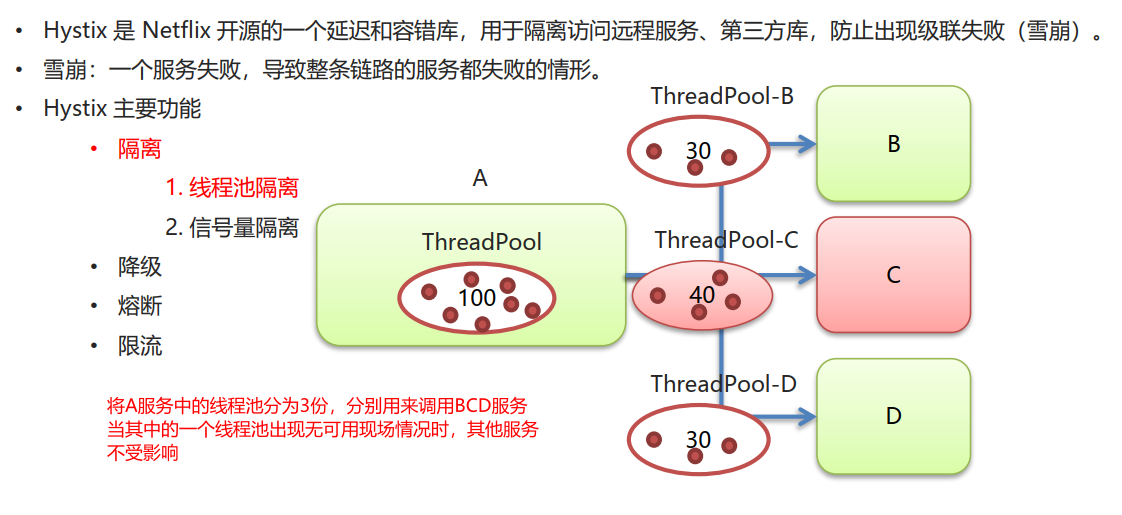 • Hystix 是 Netflix 开源的一个延迟和容错库，用于隔离访问远程服务、第三方库，防止出现级联失败（雪崩）。
• 雪崩：一个服务失败，导致整条链路的服务都失败的情形。
• Hystix 主要功能
• 隔离
1. 线程池隔离
2. 信号量隔离
• 降级
• 熔断
• 限流
将A服务中的线程池分为3份，分别用来调用BCD服务
当其中的一个线程池出现无可用现场情况时，其他服务
不受影响
A
ThreadPool
100
ThreadPool-B
30
B
ThreadPool-C
40
C
ThreadPool-D
30
D